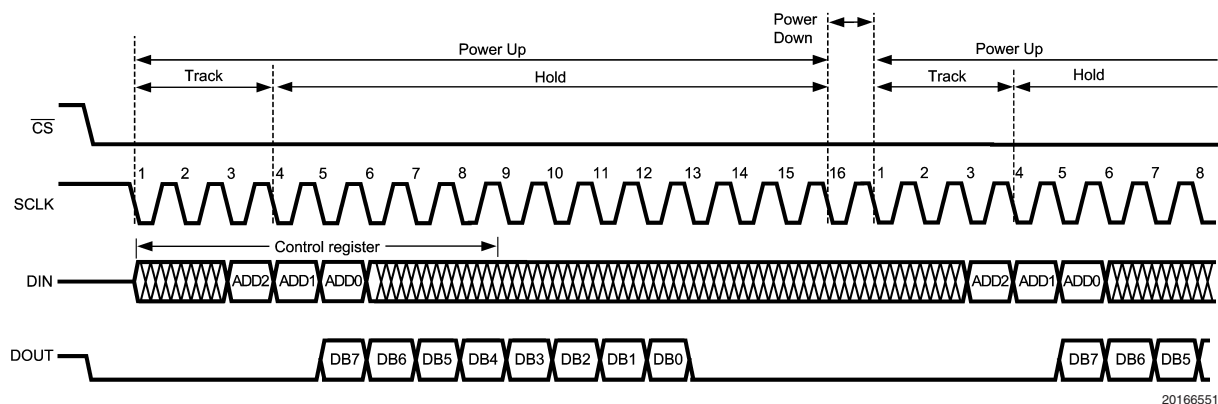 Power Down
Power Up
Power Up
Track
Hold
Track
Hold
CS
1 2 3 4 5 6 7 8 9 10 11 12 13 14 15 16 1 2 3 4 5 6 7 8
SCLK
Control register
DIN
ADD2 ADD1 ADD0 ADD2 ADD1 ADD0
DOUT
DB7 DB6 DB5 DB4 DB3 DB2 DB1 DB0 DB7 DB6 DB5
20166551